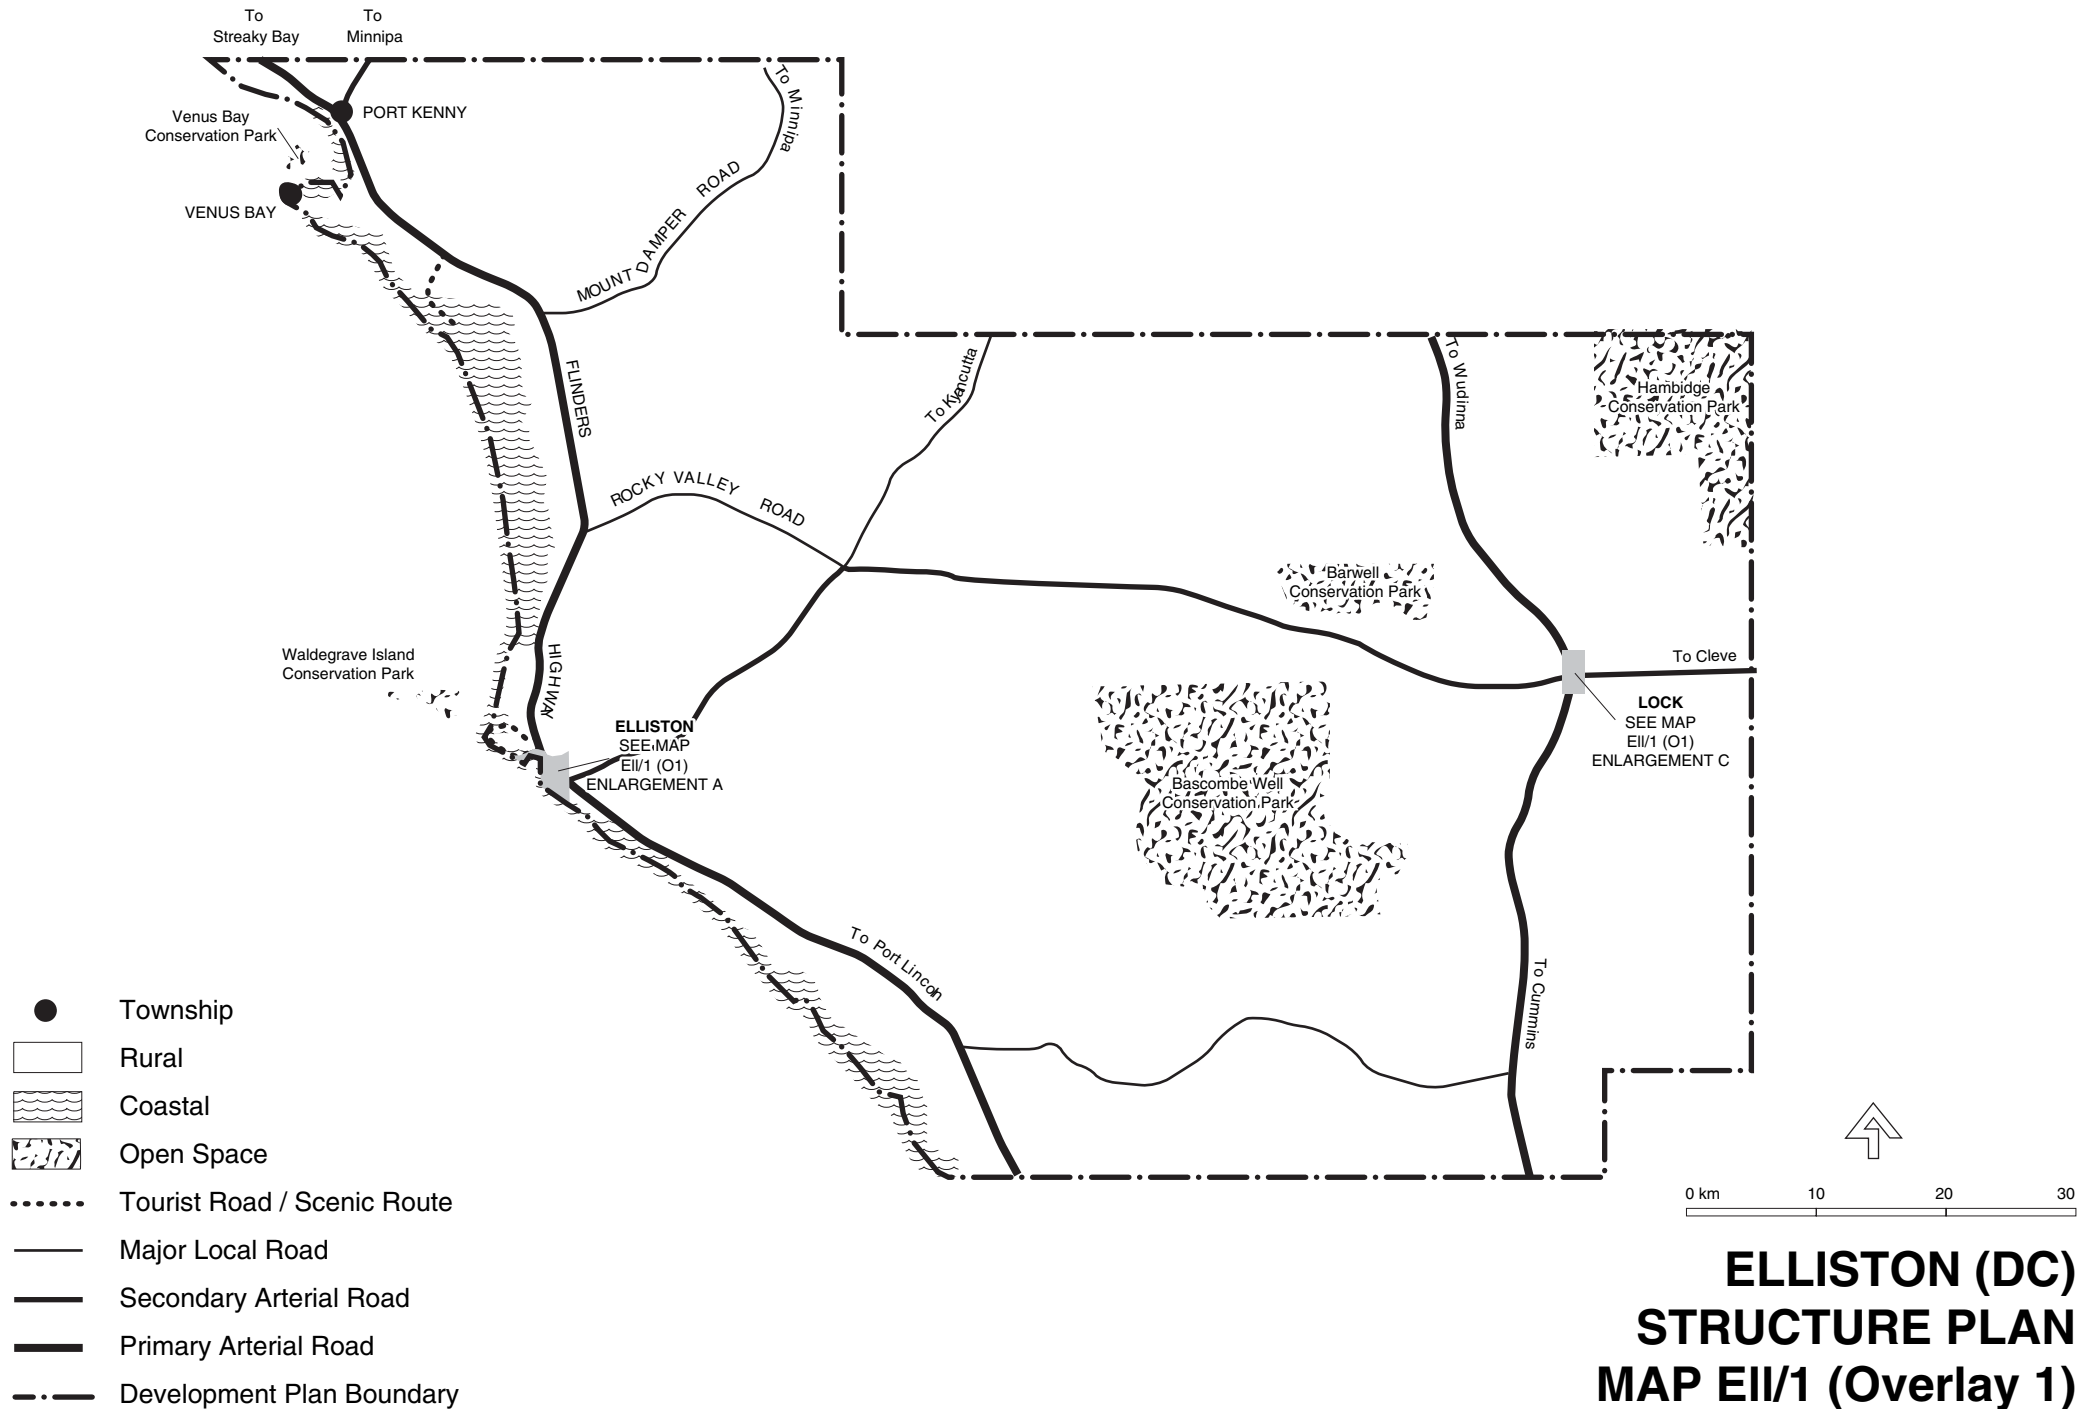 To
Streaky Bay
To
Minnipa
To Minnipa
PORT KENNY
Venus Bay
Conservation Park
VENUS BAY
MOUNT DAMPER ROAD
FLINDERS
To Kyancutta
To Wudinna
Hambidge
Conservation Park
ROCKY VALLEY ROAD
Barwell
Conservation Park
Waldegrave Island
Conservation Park
HIGHWAY
To Cleve
LOCK
SEE MAP
Ell/1 (O1)
ENLARGEMENT C
ELLISTON
SEE MAP
Ell/1 (O1)
ENLARGEMENT A
Bascombe Well
Conservation Park
To Port Lincoln
To Cummins
Township
Rural
Coastal
Open Space
Tourist Road / Scenic Route
Major Local Road
Secondary Arterial Road
Primary Arterial Road
Development Plan Boundary
0 km 10 20 30
ELLISTON (DC)
STRUCTURE PLAN
MAP Ell/1 (Overlay 1)